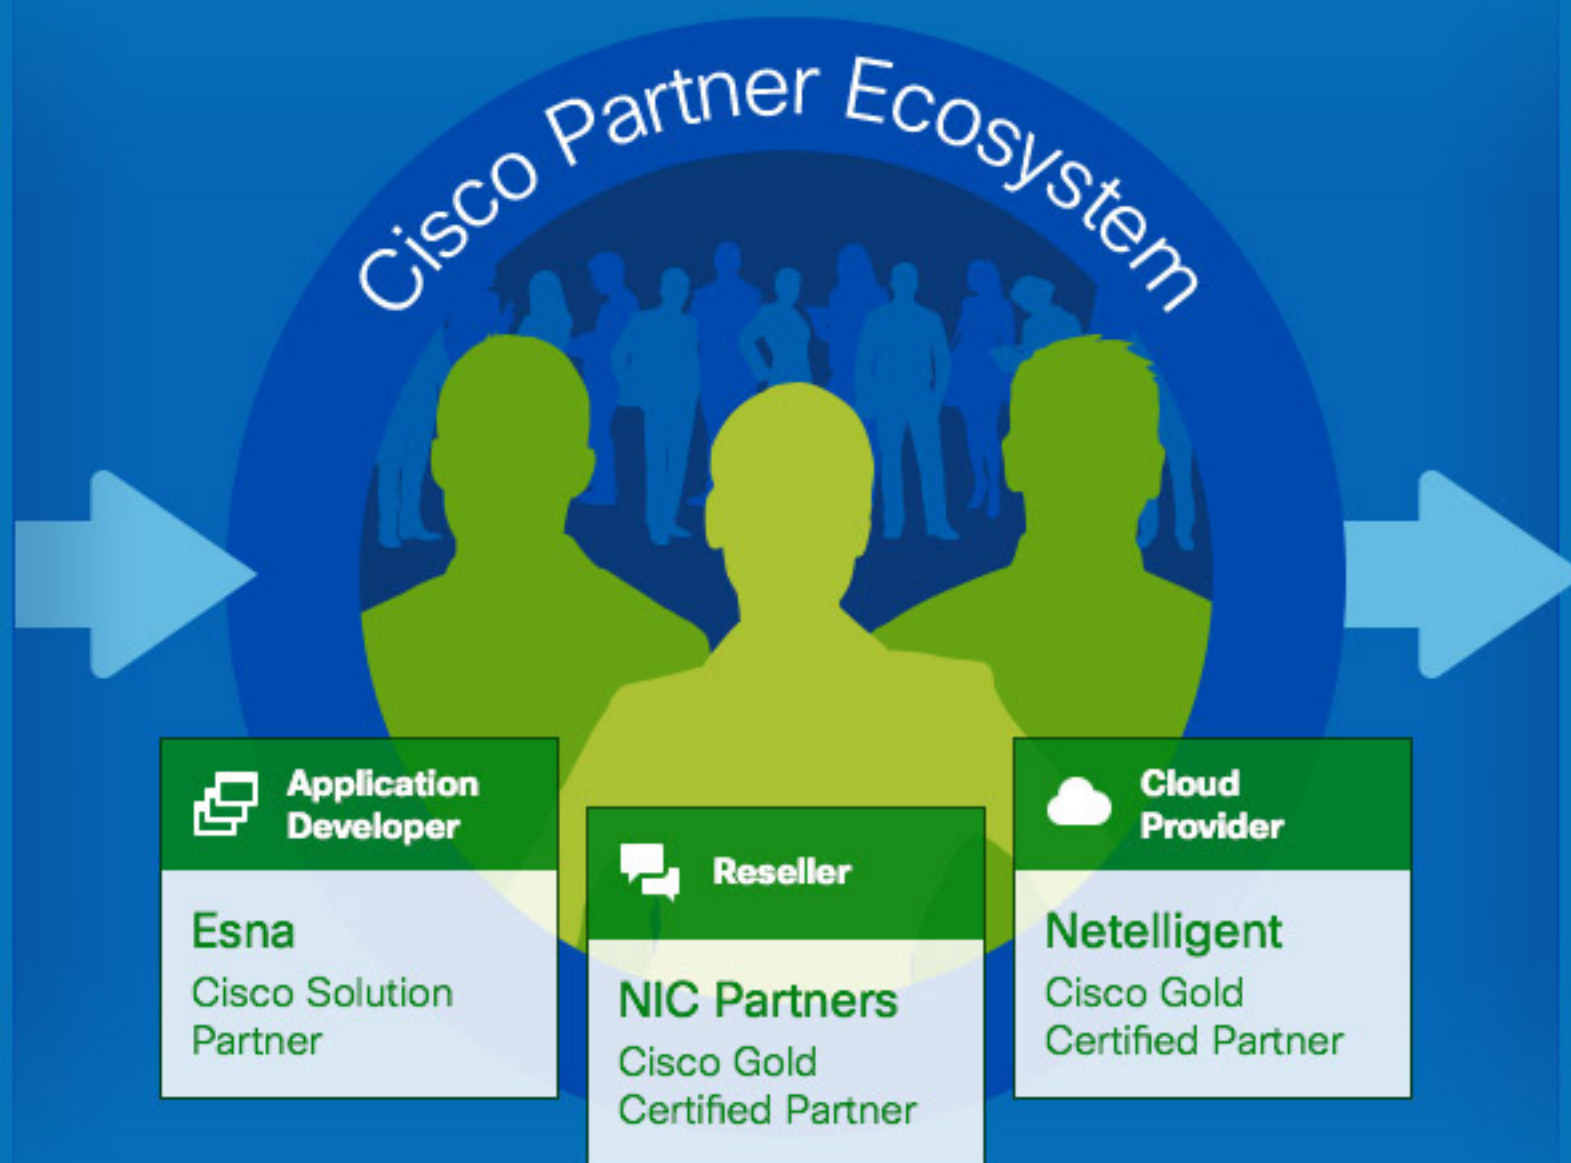 Cisco Partner Ecosystem
Application
Developer
Esna
Cisco Solution
Partner
Reseller
NIC Partners
Cisco Gold
Certified Partner
Cloud
Provider
Netelligent
Cisco Gold
Certified Partner